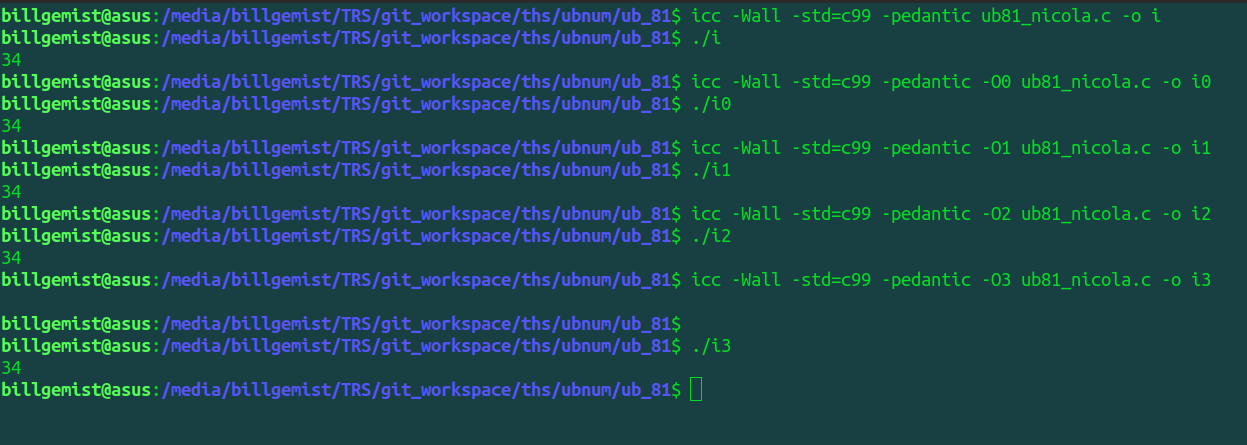 billgemist@asus:/media/billgemist/TRS/git_workspace/ths/ubnum/ub_81$ icc -Wall -std=c99 -pedantic ub81_nicola.c -o i
billgemist@asus:/media/billgemist/TRS/git_workspace/ths/ubnum/ub_81$ ./i
34
billgemist@asus:/media/billgemist/TRS/git_workspace/ths/ubnum/ub_81$ icc -Wall -std=c99 -pedantic -O0 ub81_nicola.c -o i0
billgemist@asus:/media/billgemist/TRS/git_workspace/ths/ubnum/ub_81$ ./i0
34
billgemist@asus:/media/billgemist/TRS/git_workspace/ths/ubnum/ub_81$ icc -Wall -std=c99 -pedantic -O1 ub81_nicola.c -o i1
billgemist@asus:/media/billgemist/TRS/git_workspace/ths/ubnum/ub_81$ ./i1
34
billgemist@asus:/media/billgemist/TRS/git_workspace/ths/ubnum/ub_81$ icc -Wall -std=c99 -pedantic -O2 ub81_nicola.c -o i2
billgemist@asus:/media/billgemist/TRS/git_workspace/ths/ubnum/ub_81$ ./i2
34
billgemist@asus:/media/billgemist/TRS/git_workspace/ths/ubnum/ub_81$ icc -Wall -std=c99 -pedantic -O3 ub81_nicola.c -o i3
billgemist@asus:/media/billgemist/TRS/git_workspace/ths/ubnum/ub_81$
billgemist@asus:/media/billgemist/TRS/git_workspace/ths/ubnum/ub_81$ ./i3
34
billgemist@asus:/media/billgemist/TRS/git_workspace/ths/ubnum/ub_81$